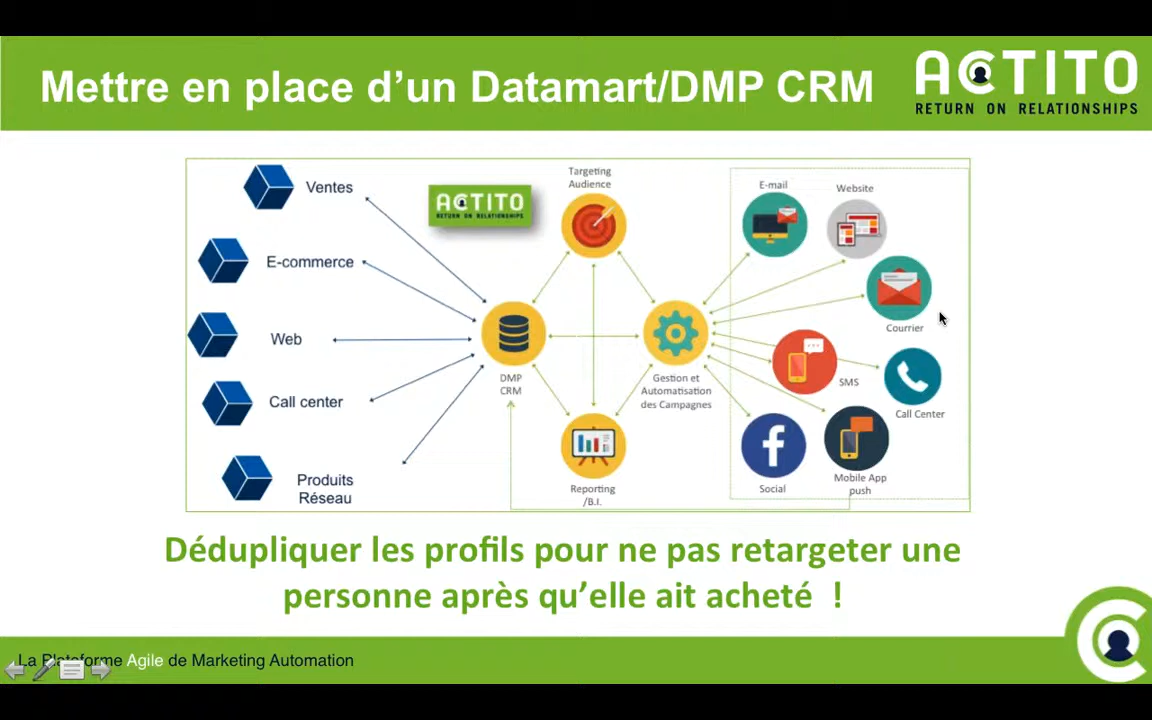 Mettre en place d’un Datamart/DMP CRM
ACTITO
RETURN ON RELATIONSHIPS
Ventes
E-commerce
Web
Call center
Produits
Réseau
ACTITO
RETURN ON RELATIONSHIPS
Targeting
Audience
DMP
CRM
Gestion et
Automatisation
des Campagnes
Reporting
/B.I.
E-mail
Website
Courrier
SMS
Call Center
Social
Mobile App
push
Dédupliquer les profils pour ne pas retargeter une
personne après qu’elle ait acheté !
La Plateforme Agile de Marketing Automation